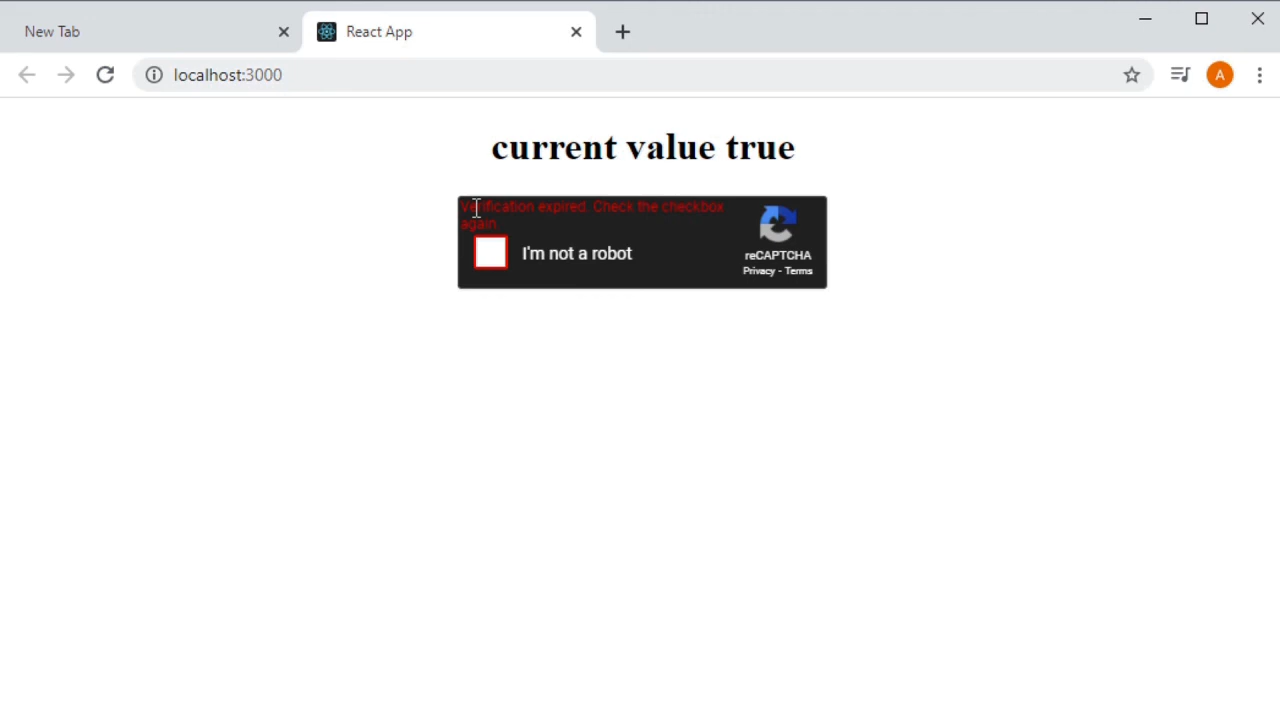 New Tab
React App
localhost:3000
A
current value true
Verification expired. Check the checkbox
again.
I'm not a robot
reCAPTCHA
Privacy - Terms